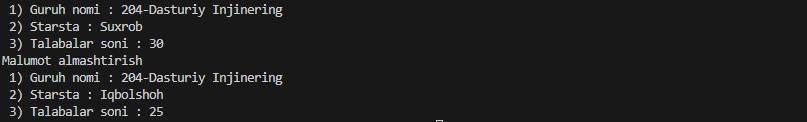 1) Guruh nomi : 204-Dasturiy Injinering
2) Starsta : Suxrob
3) Talabalar soni : 30
Malumot almashtirish
1) Guruh nomi : 204-Dasturiy Injinering
2) Starsta : Iqbolshoh
3) Talabalar soni : 25